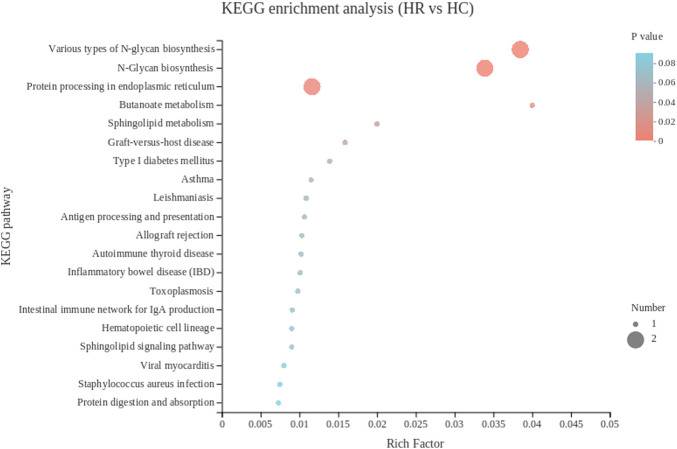 KEGG enrichment analysis (HR vs HC)
KEGG pathway
Various types of N-glycan biosynthesis
N-Glycan biosynthesis
Protein processing in endoplasmic reticulum
Butanoate metabolism
Sphingolipid metabolism
Graft-versus-host disease
Type I diabetes mellitus
Asthma
Leishmaniasis
Antigen processing and presentation
Allograft rejection
Autoimmune thyroid disease
Inflammatory bowel disease (IBD)
Toxoplasmosis
Intestinal immune network for IgA production
Hematopoietic cell lineage
Sphingolipid signaling pathway
Viral myocarditis
Staphylococcus aureus infection
Protein digestion and absorption
0 0.005 0.01 0.015 0.02 0.025 0.03 0.035 0.04 0.045 0.05
Rich Factor
P value
0.08
0.06
0.04
0.02
0
Number
1
2